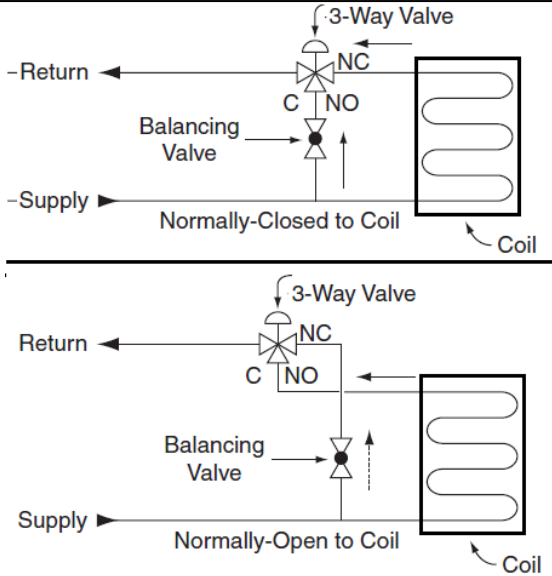 3-Way Valve
NC
-Return
C NO
Balancing
Valve
-Supply
Normally-Closed to Coil
Coil
3-Way Valve
NC
Return
C NO
Balancing
Valve
Supply
Normally-Open to Coil
Coil